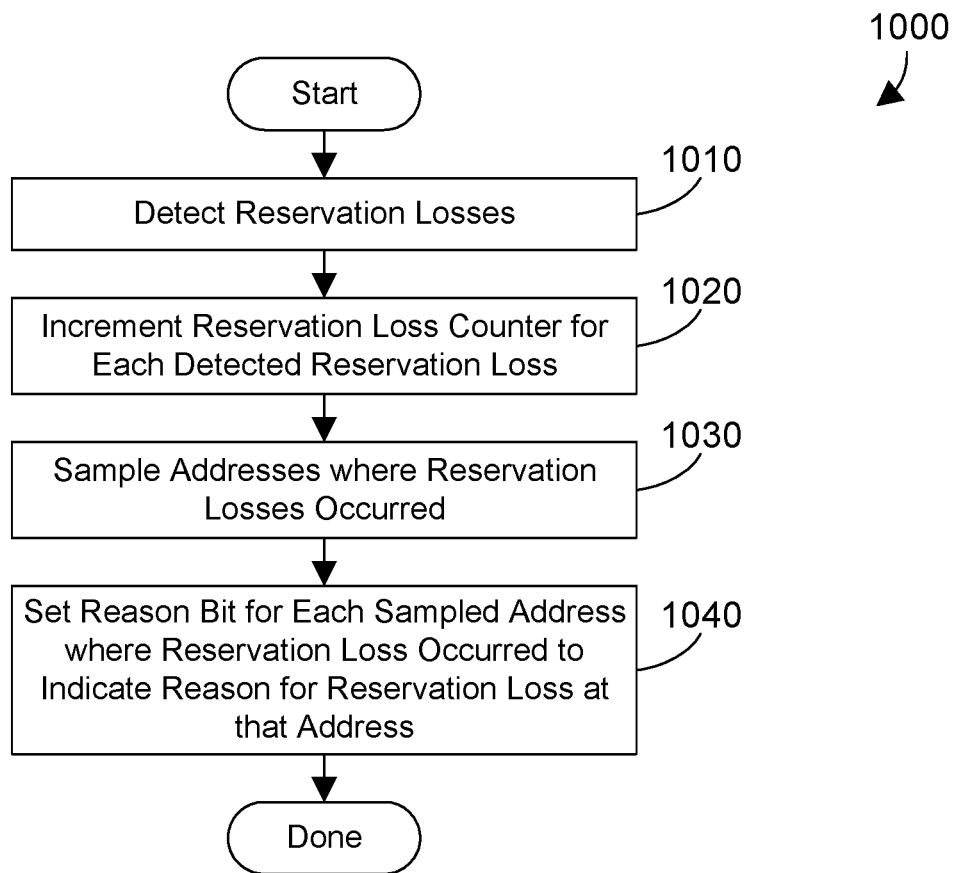 1000
Start
1010
Detect Reservation Losses
1020
Increment Reservation Loss Counter for
Each Detected Reservation Loss
1030
Sample Addresses where Reservation
Losses Occurred
1040
Set Reason Bit for Each Sampled Address
where Reservation Loss Occurred to
Indicate Reason for Reservation Loss at
that Address
Done